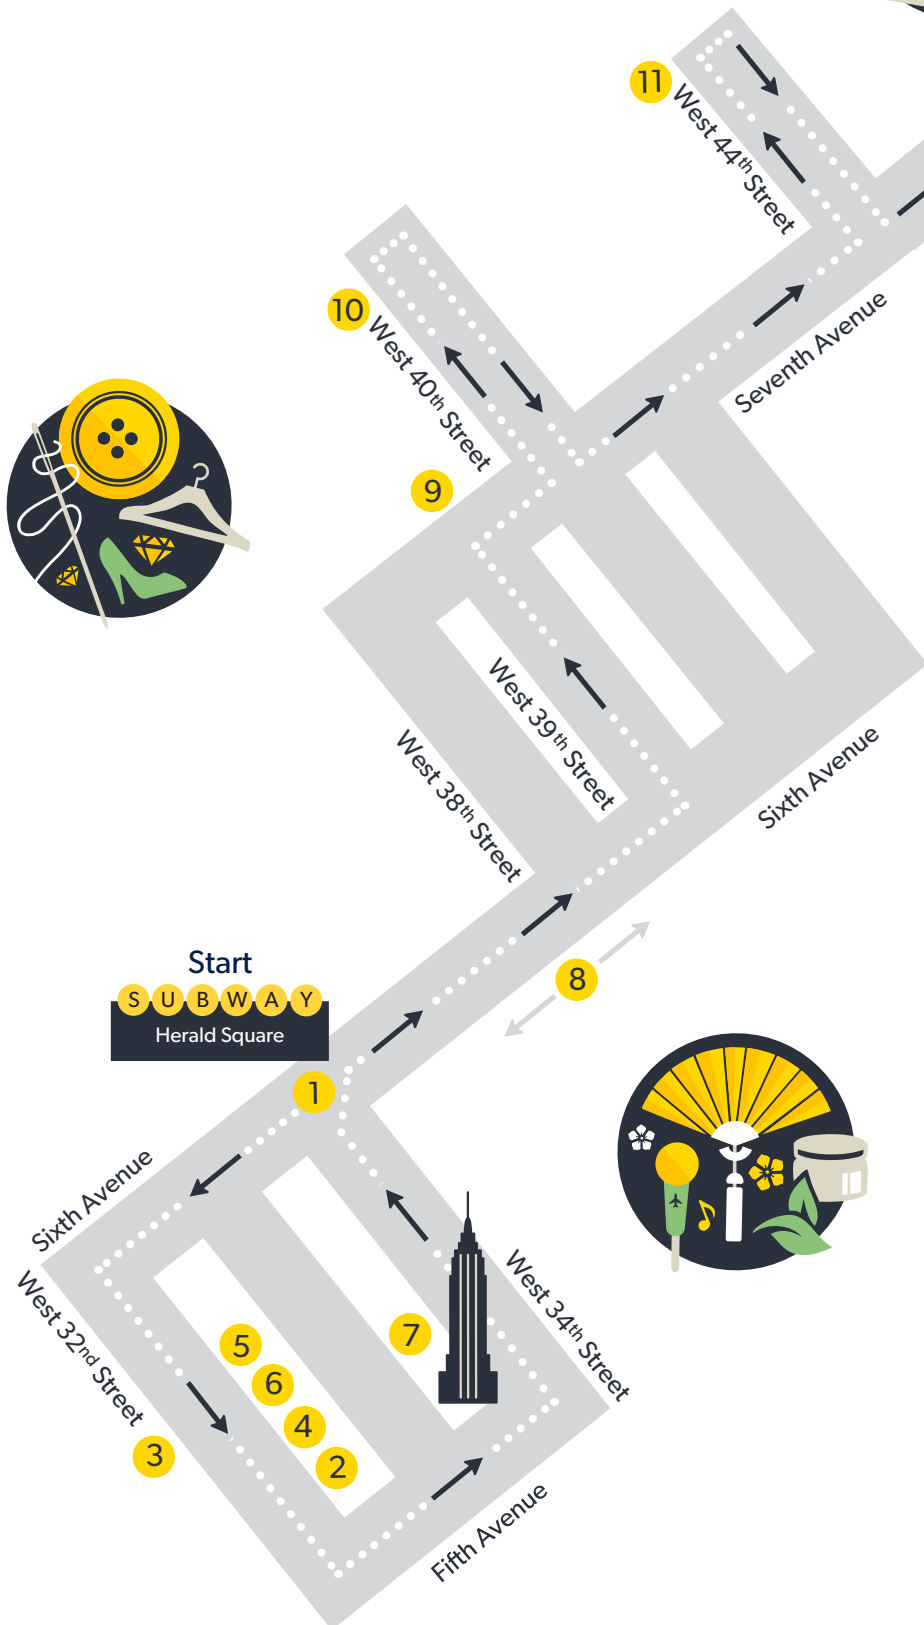 11
West 44th Street
10
West 40th Street
Seventh Avenue
9
West 39th Street
West 38th Street
Sixth Avenue
Start
SUBWAY
Herald Square
8
1
Sixth Avenue
West 32nd Street
West 34th Street
7
5
6
4
2
3
Fifth Avenue